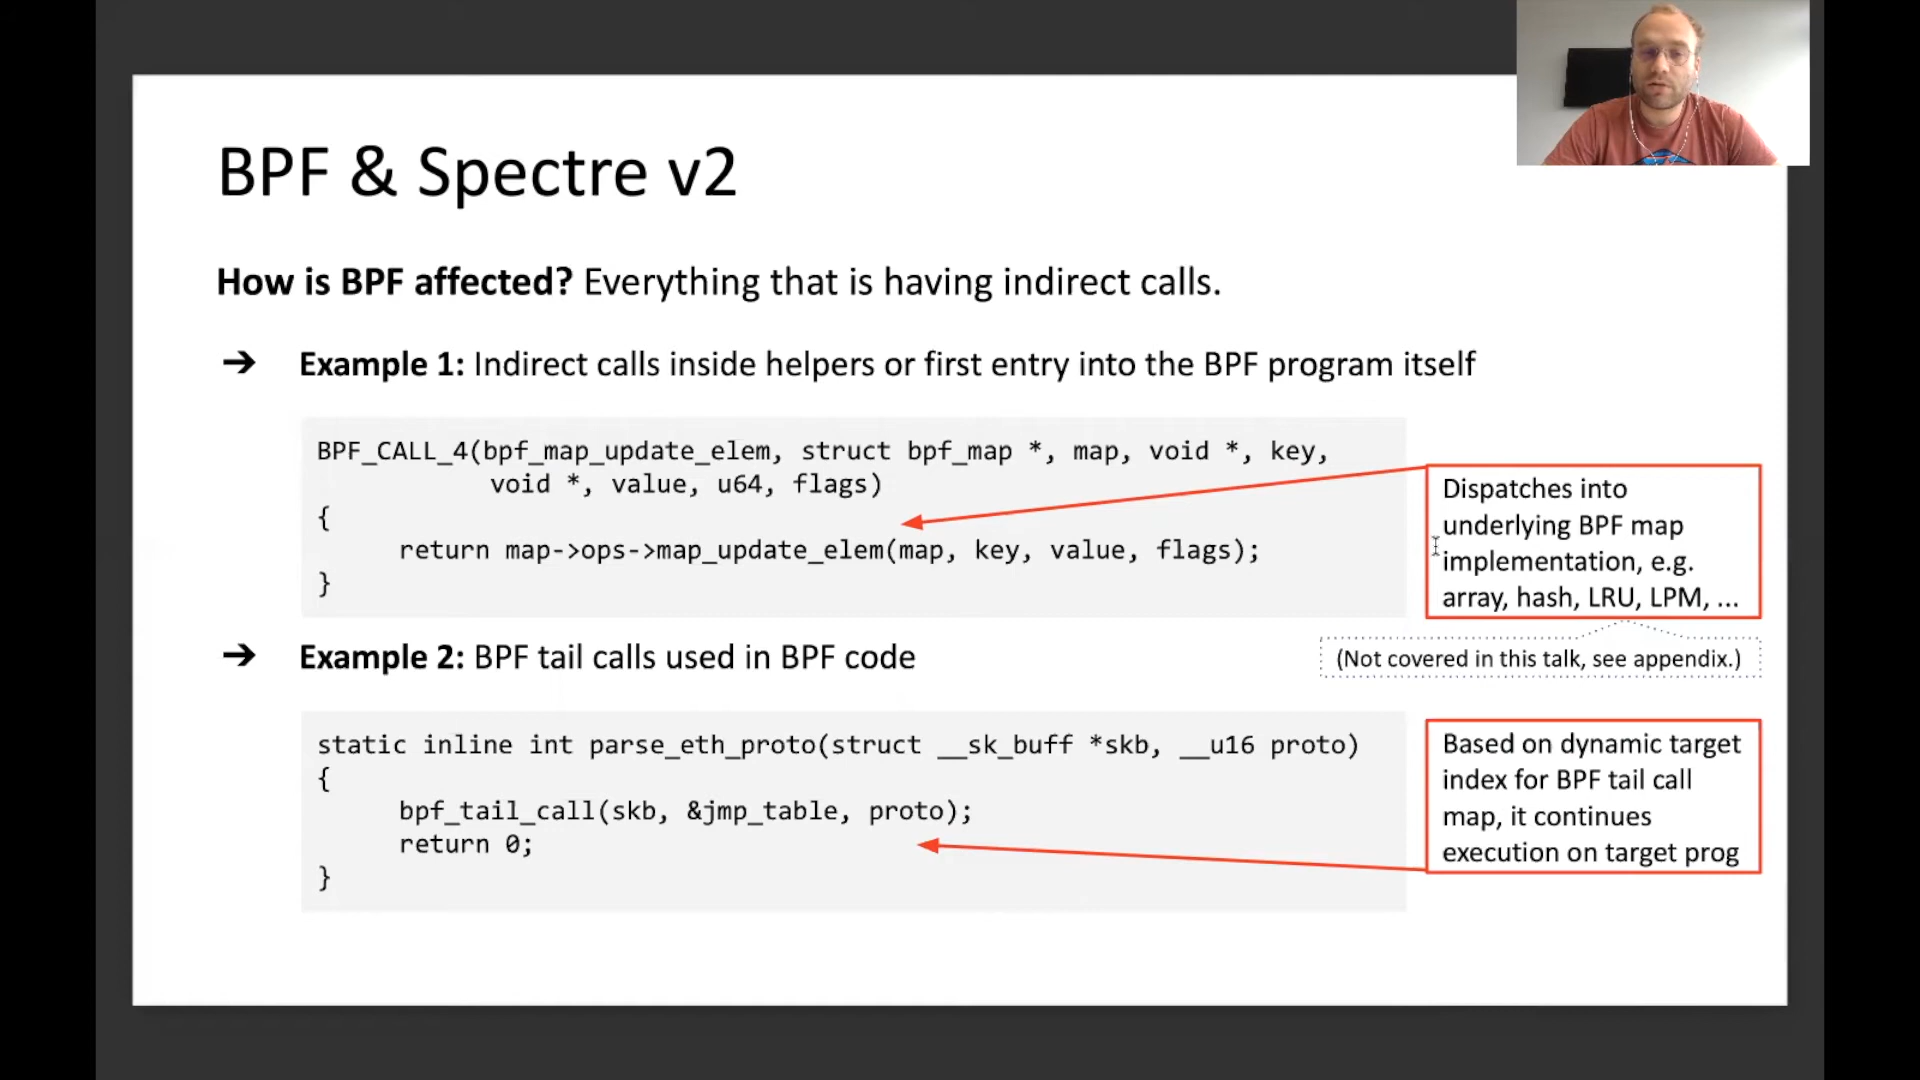 BPF & Spectre v2
How is BPF affected? Everything that is having indirect calls.
➔ Example 1: Indirect calls inside helpers or first entry into the BPF program itself
BPF_CALL_4(bpf_map_update_elem, struct bpf_map *, map, void *, key,
void *, value, u64, flags)
{
return map->ops->map_update_elem(map, key, value, flags);
}
Dispatches into
underlying BPF map
implementation, e.g.
array, hash, LRU, LPM, ...
(Not covered in this talk, see appendix.)
➔ Example 2: BPF tail calls used in BPF code
static inline int parse_eth_proto(struct __sk_buff *skb, __u16 proto)
{
bpf_tail_call(skb, &jmp_table, proto);
return 0;
}
Based on dynamic target
index for BPF tail call
map, it continues
execution on target prog